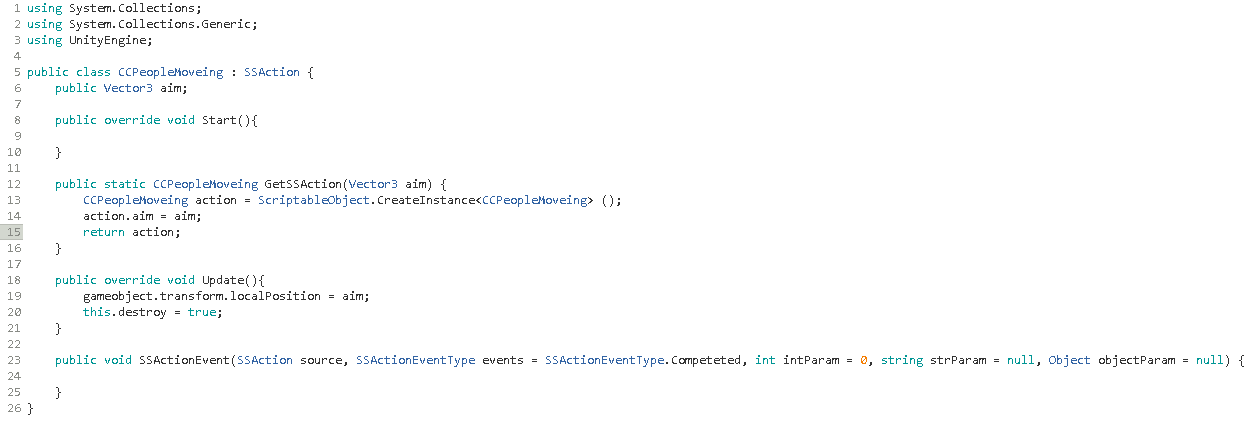 1 using System.Collections;
2 using System.Collections.Generic;
3 using UnityEngine;
4
5 public class CCPeopleMoveing : SSAction {
6     public Vector3 aim;
7
8     public override void Start(){
9
10     }
11
12     public static CCPeopleMoveing GetSSAction(Vector3 aim) {
13         CCPeopleMoveing action = ScriptableObject.CreateInstance<CCPeopleMoveing> ();
14         action.aim = aim;
15         return action;
16     }
17
18     public override void Update(){
19         gameobject.transform.localPosition = aim;
20         this.destroy = true;
21     }
22
23     public void SSActionEvent(SSAction source, SSActionEventType events = SSActionEventType.Competeted, int intParam = 0, string strParam = null, Object objectParam = null) {
24
25     }
26 }